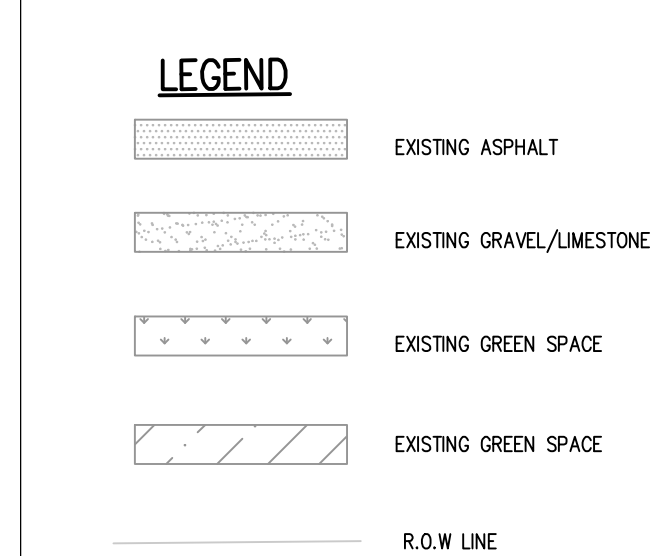 LEGEND
EXISTING ASPHALT
EXISTING GRAVEL/LIMESTONE
EXISTING GREEN SPACE
EXISTING GREEN SPACE
R.O.W LINE